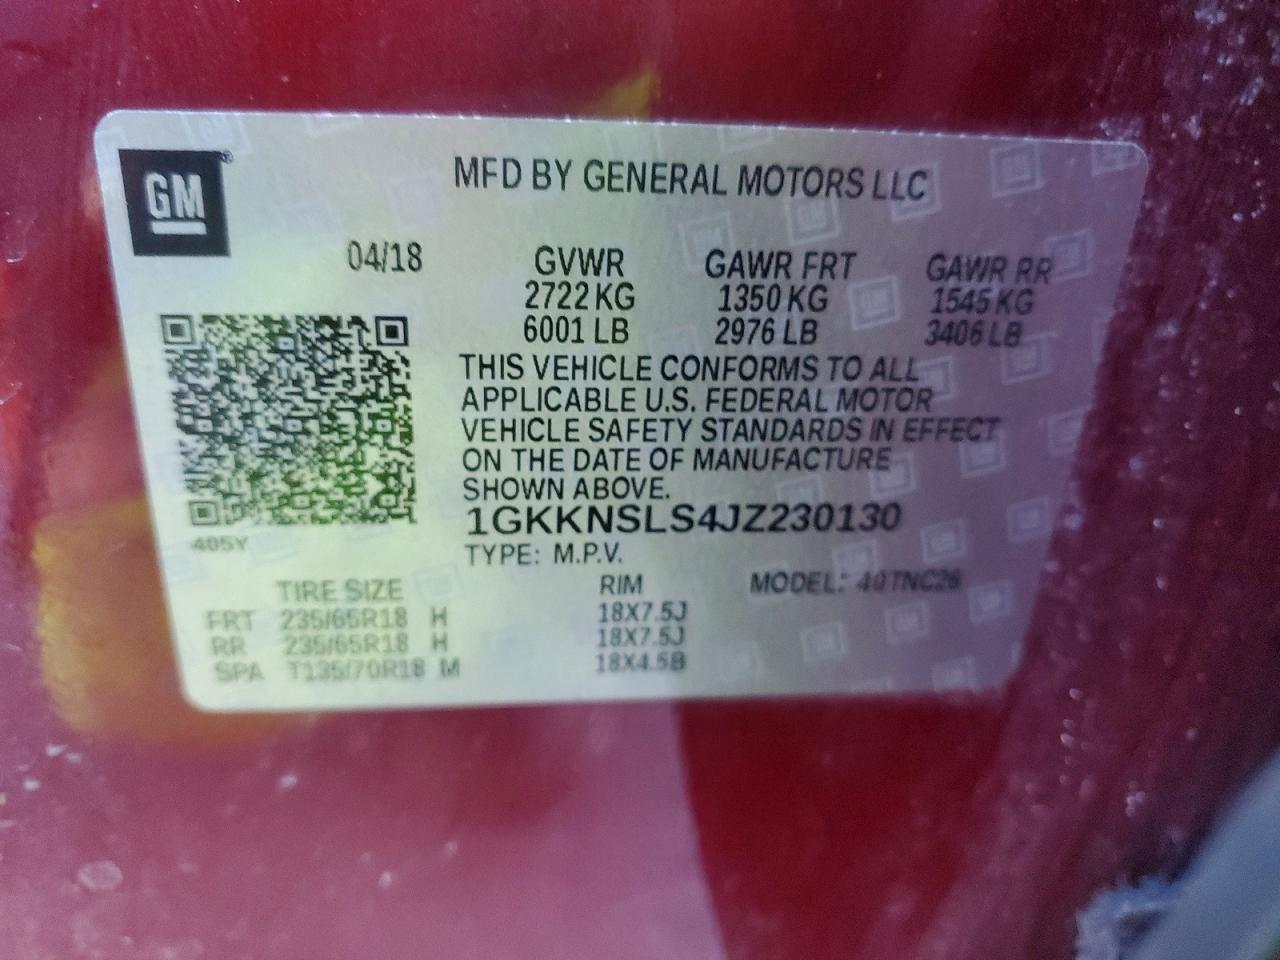 GM
MFD BY GENERAL MOTORS LLC
04/18 GVWR GAWR FRT GAWR RR
2722 KG 1350 KG 1545 KG
6001 LB 2976 LB 3406 LB
THIS VEHICLE CONFORMS TO ALL
APPLICABLE U.S. FEDERAL MOTOR
VEHICLE SAFETY STANDARDS IN EFFECT
ON THE DATE OF MANUFACTURE
SHOWN ABOVE.
1GKKNSLS4JZ230130
405Y
TYPE: M.P.V.
TIRE SIZE RIM MODEL: 40TNC26
FRT 235/65R18 H 18X7.5J
RR 235/65R18 H 18X7.5J
SPA T135/70R18 M 18X4.5B